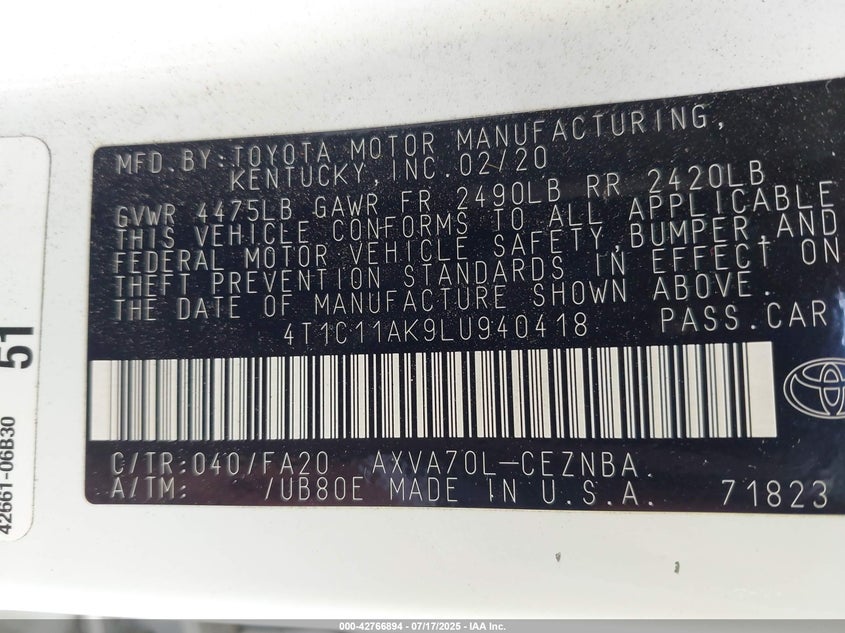 MFD.BY:TOYOTA MOTOR MANUFACTURING,
KENTUCKY,INC.02/20
GVWR 4475LB GAWR FR 2490LB RR 2420LB
THIS VEHICLE CONFORMS TO ALL APPLICABLE
FEDERAL MOTOR VEHICLE SAFETY,BUMPER,AND
THEFT PREVENTION STANDARDS IN EFFECT ON
THE DATE OF MANUFACTURE SHOWN ABOVE.
4T1C11AK9LU940418 PASS.CAR
C/TR:040/FA20 AXVA70L-CEZNBA
A/TM: /UB80E MADE IN U.S.A. 71823
51
42661-06B30
000-42766894 - 07/17/2025 - IAA Inc.